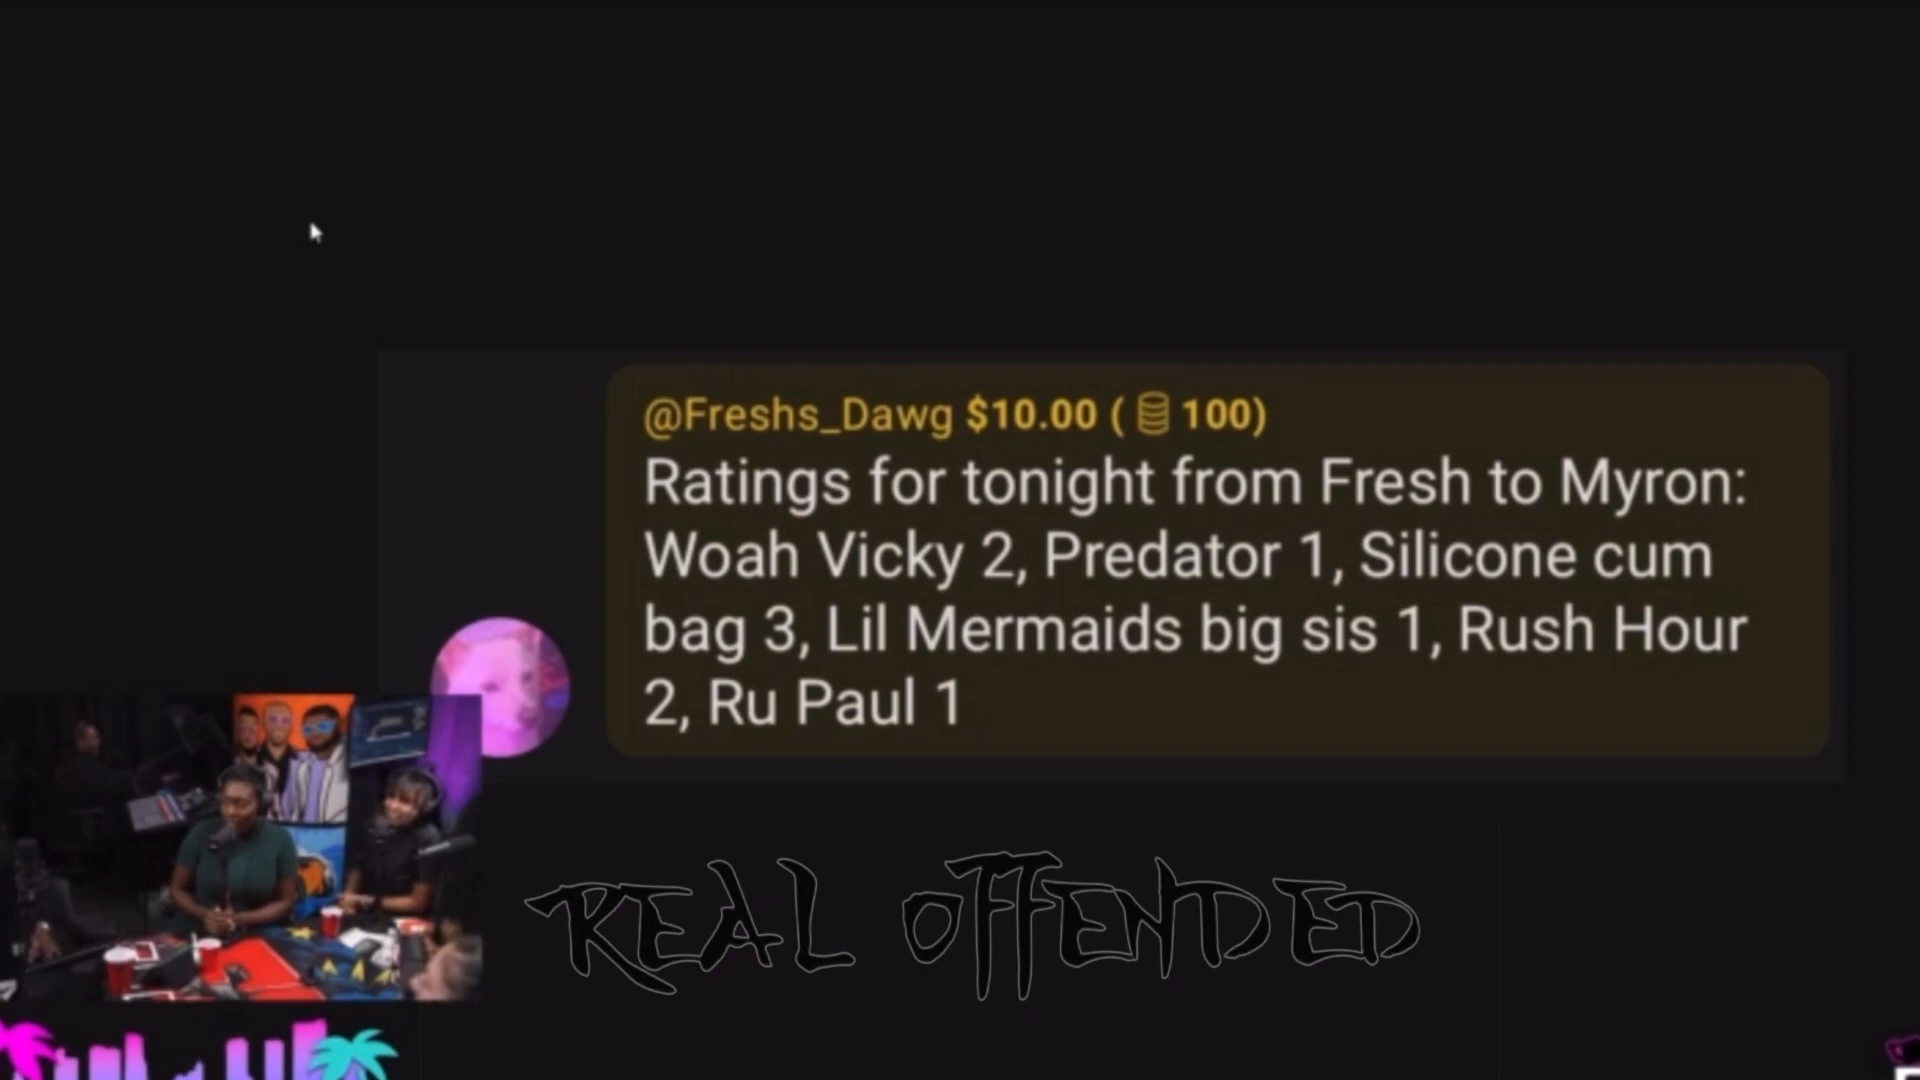 @Freshs_Dawg $10.00 ( 100)
Ratings for tonight from Fresh to Myron:
Woah Vicky 2, Predator 1, Silicone cum
bag 3, Lil Mermaids big sis 1, Rush Hour
2, Ru Paul 1
REAL OFFENDED